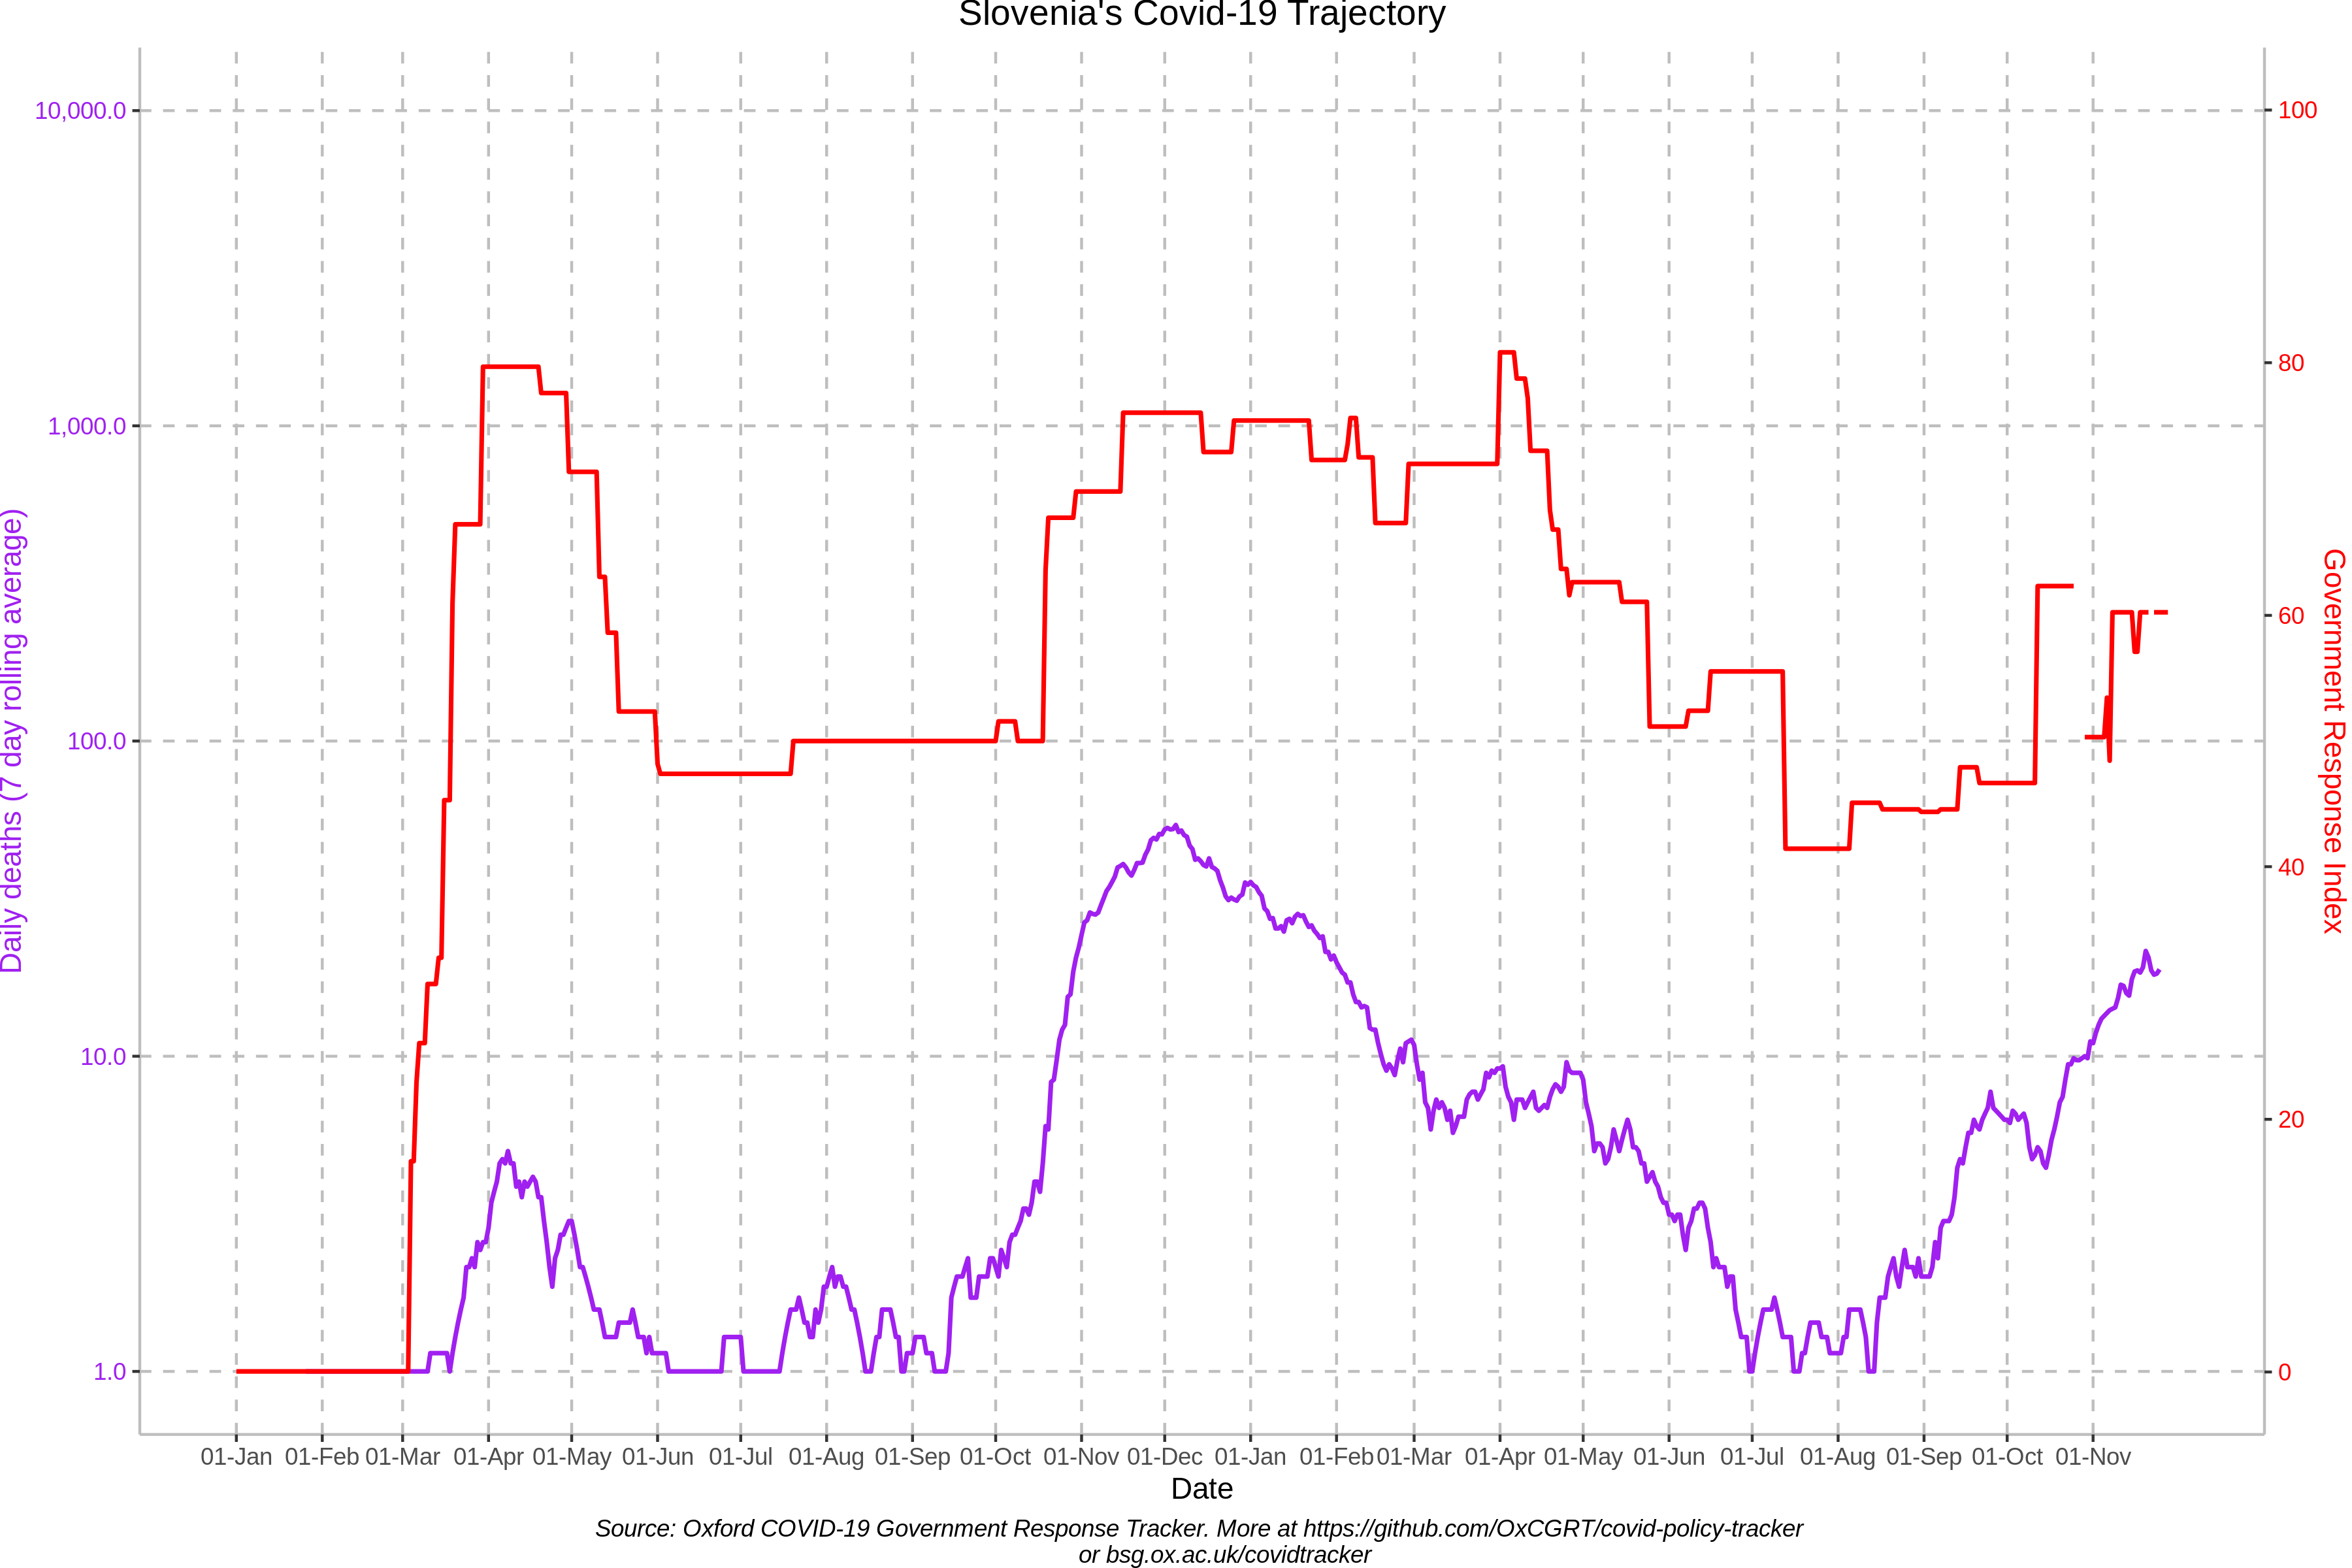 Slovenia's Covid-19 Trajectory
Daily deaths (7 day rolling average)
10,000.0
1,000.0
100.0
10.0
1.0
100
80
60
40
20
0
Government Response Index
01-Jan 01-Feb 01-Mar 01-Apr 01-May 01-Jun 01-Jul 01-Aug 01-Sep 01-Oct 01-Nov 01-Dec 01-Jan 01-Feb 01-Mar 01-Apr 01-May 01-Jun 01-Jul 01-Aug 01-Sep 01-Oct 01-Nov
Date
Source: Oxford COVID-19 Government Response Tracker. More at https://github.com/OxCGRT/covid-policy-tracker
or bsg.ox.ac.uk/covidtracker